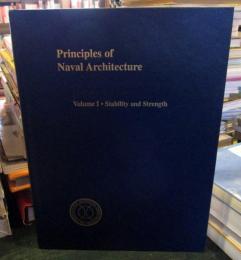 Principles of
Naval Architecture
Volume I • Stability and Strength